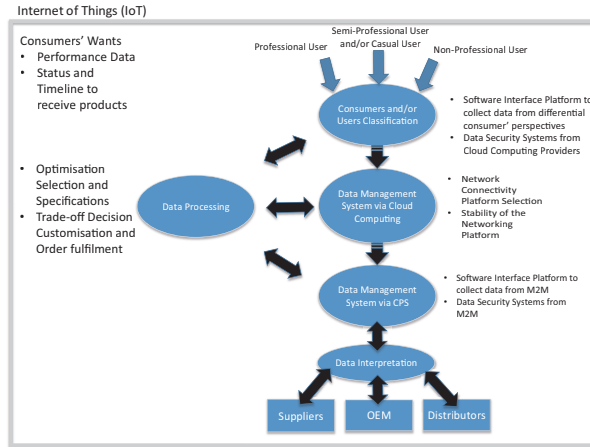 Internet of Things (IoT)
Consumers' Wants
• Performance Data
• Status and
Timeline to
receive products
• Optimisation
Selection and
Specifications
• Trade-off Decision
Customisation and
Order fulfilment
Professional User
Semi-Professional User
and/or Casual User
Non-Professional User
Consumers and/or
Users Classification
• Software Interface Platform to
collect data from differential
consumer' perspectives
• Data Security Systems from
Cloud Computing Providers
Data Processing
Data Management
System via Cloud
Computing
• Network
Connectivity
Platform Selection
• Stability of the
Networking
Platform
Data Management
System via CPS
• Software Interface Platform to
collect data from M2M
• Data Security Systems from
M2M
Data Interpretation
Suppliers
OEM
Distributors